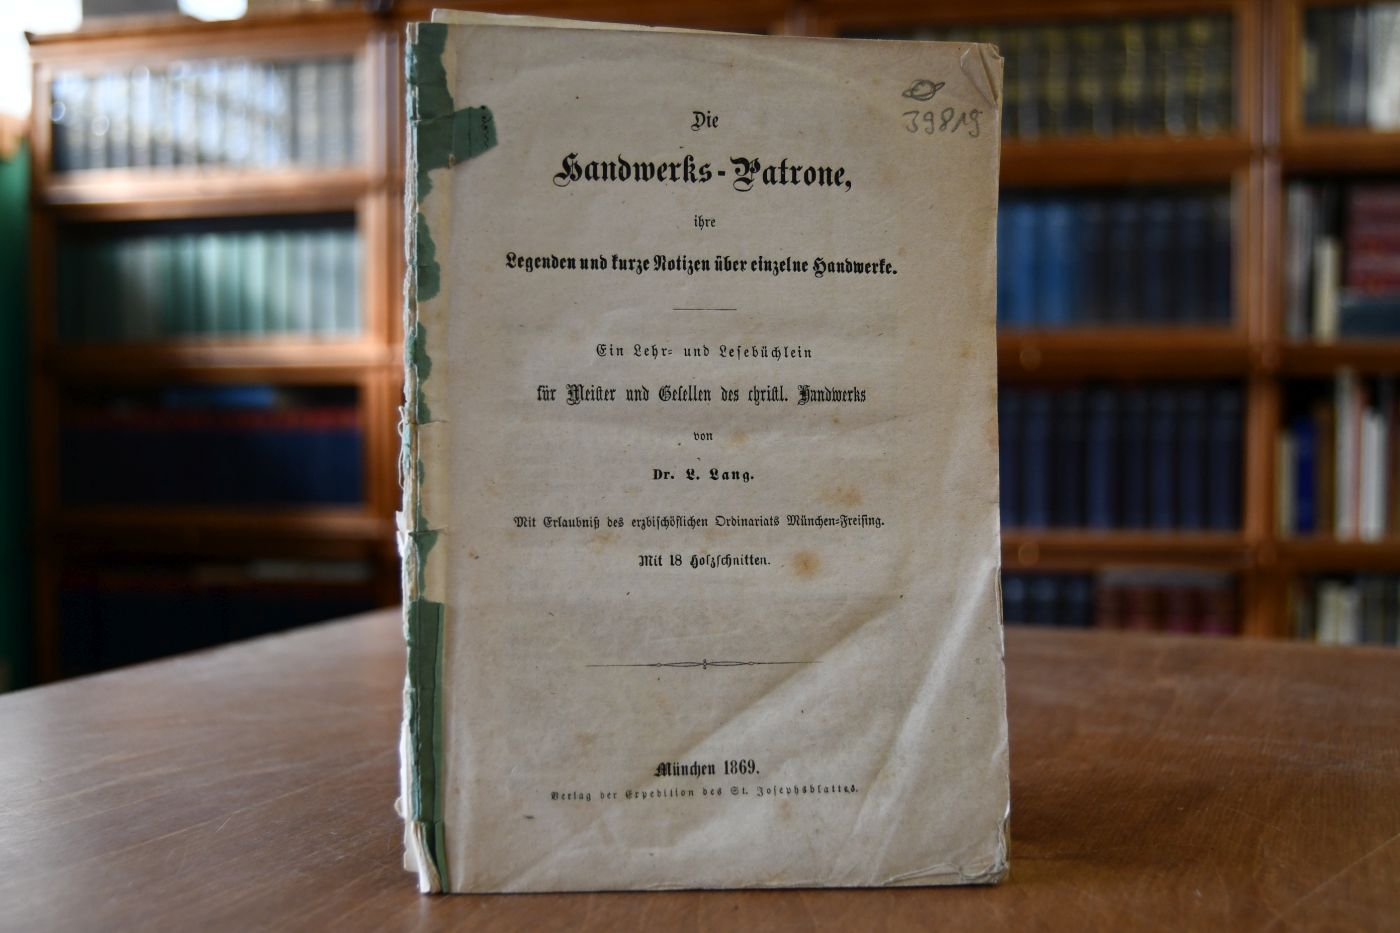 39819
Die
Handwerks-Patrone,
ihre
Legenden und kurze Notizen über einzelne Handwerke.
Ein Lehr- und Lesebüchlein
für Meister und Gesellen des christl. Handwerks
von
Dr. L. Lang.
Mit Erlaubniß des erzbischöflichen Ordinariats München-Freising.
Mit 18 Holzschnitten.
München 1869.
Verlag der Expedition des St. Josephsblattes.